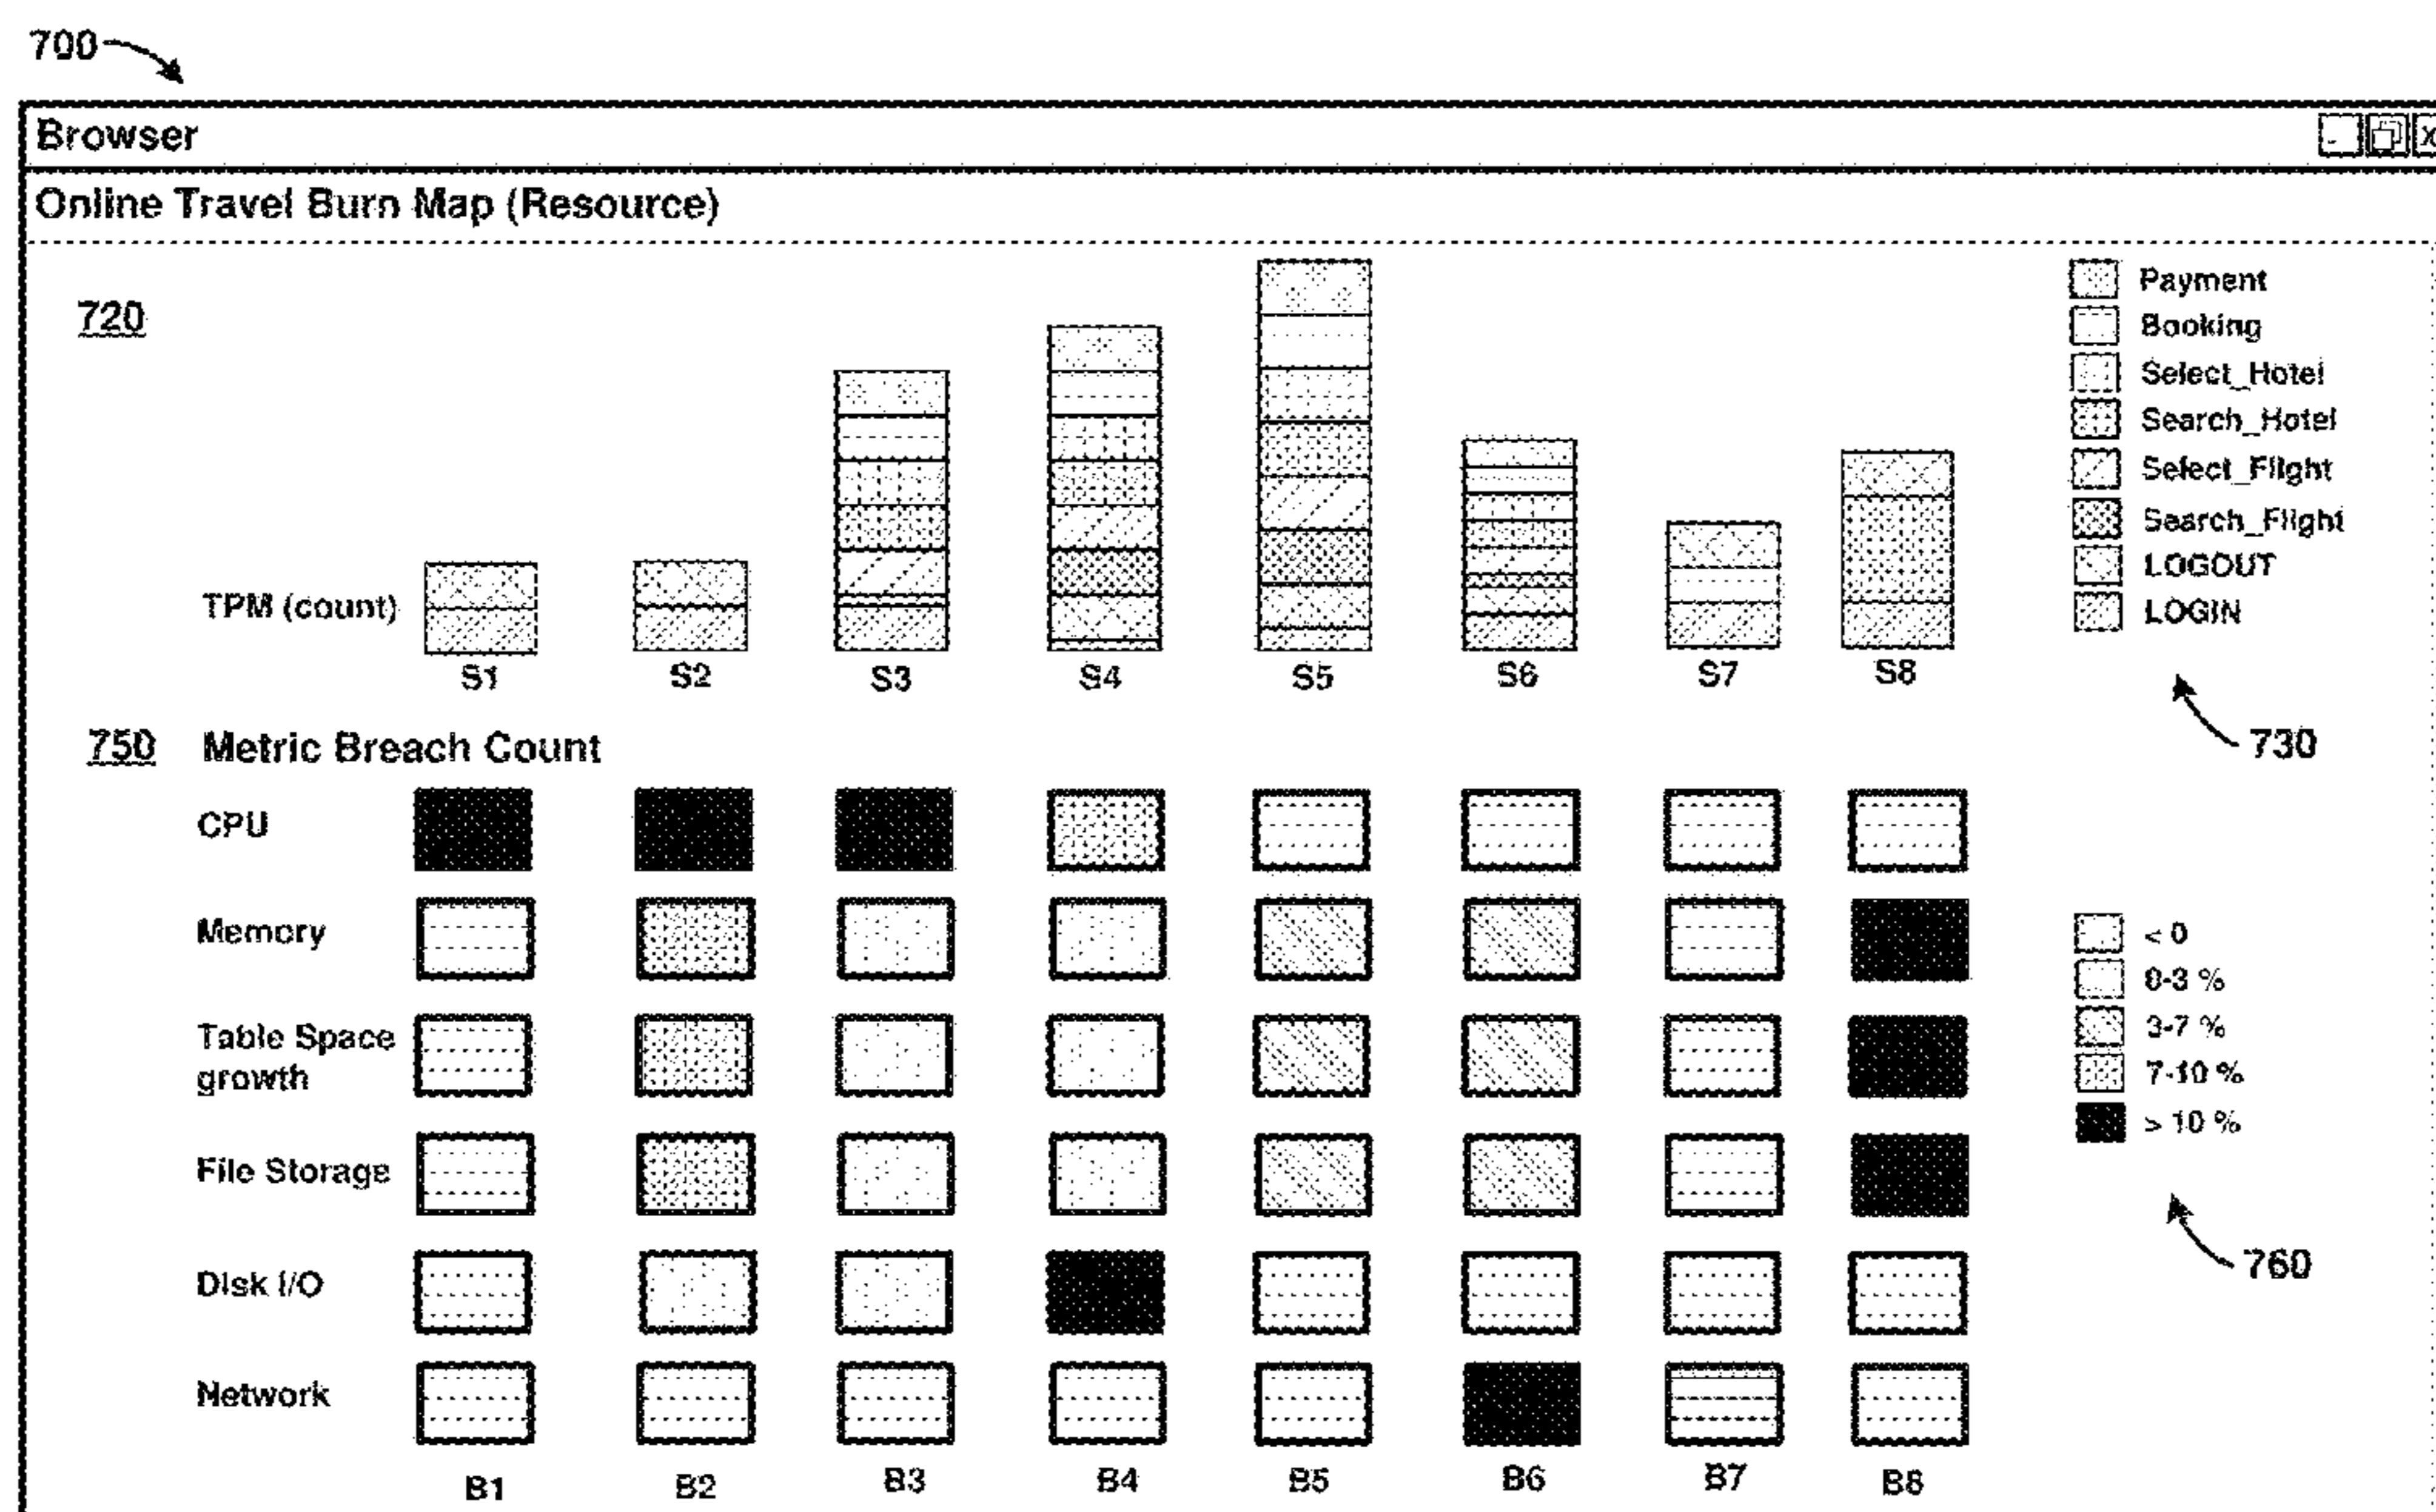 700
Browser
Online Travel Burn Map (Resource)
720
Payment
Booking
Select_Hotel
Search_Hotel
Select_Flight
Search_Flight
LOGOUT
LOGIN
TPM (count)
S1 S2 S3 S4 S5 S6 S7 S8
730
750 Metric Breach Count
CPU
Memory
< 0
0-3 %
3-7 %
7-10 %
> 10 %
Table Space
growth
File Storage
760
Disk I/O
Network
B1 B2 B3 B4 B5 B6 B7 B8